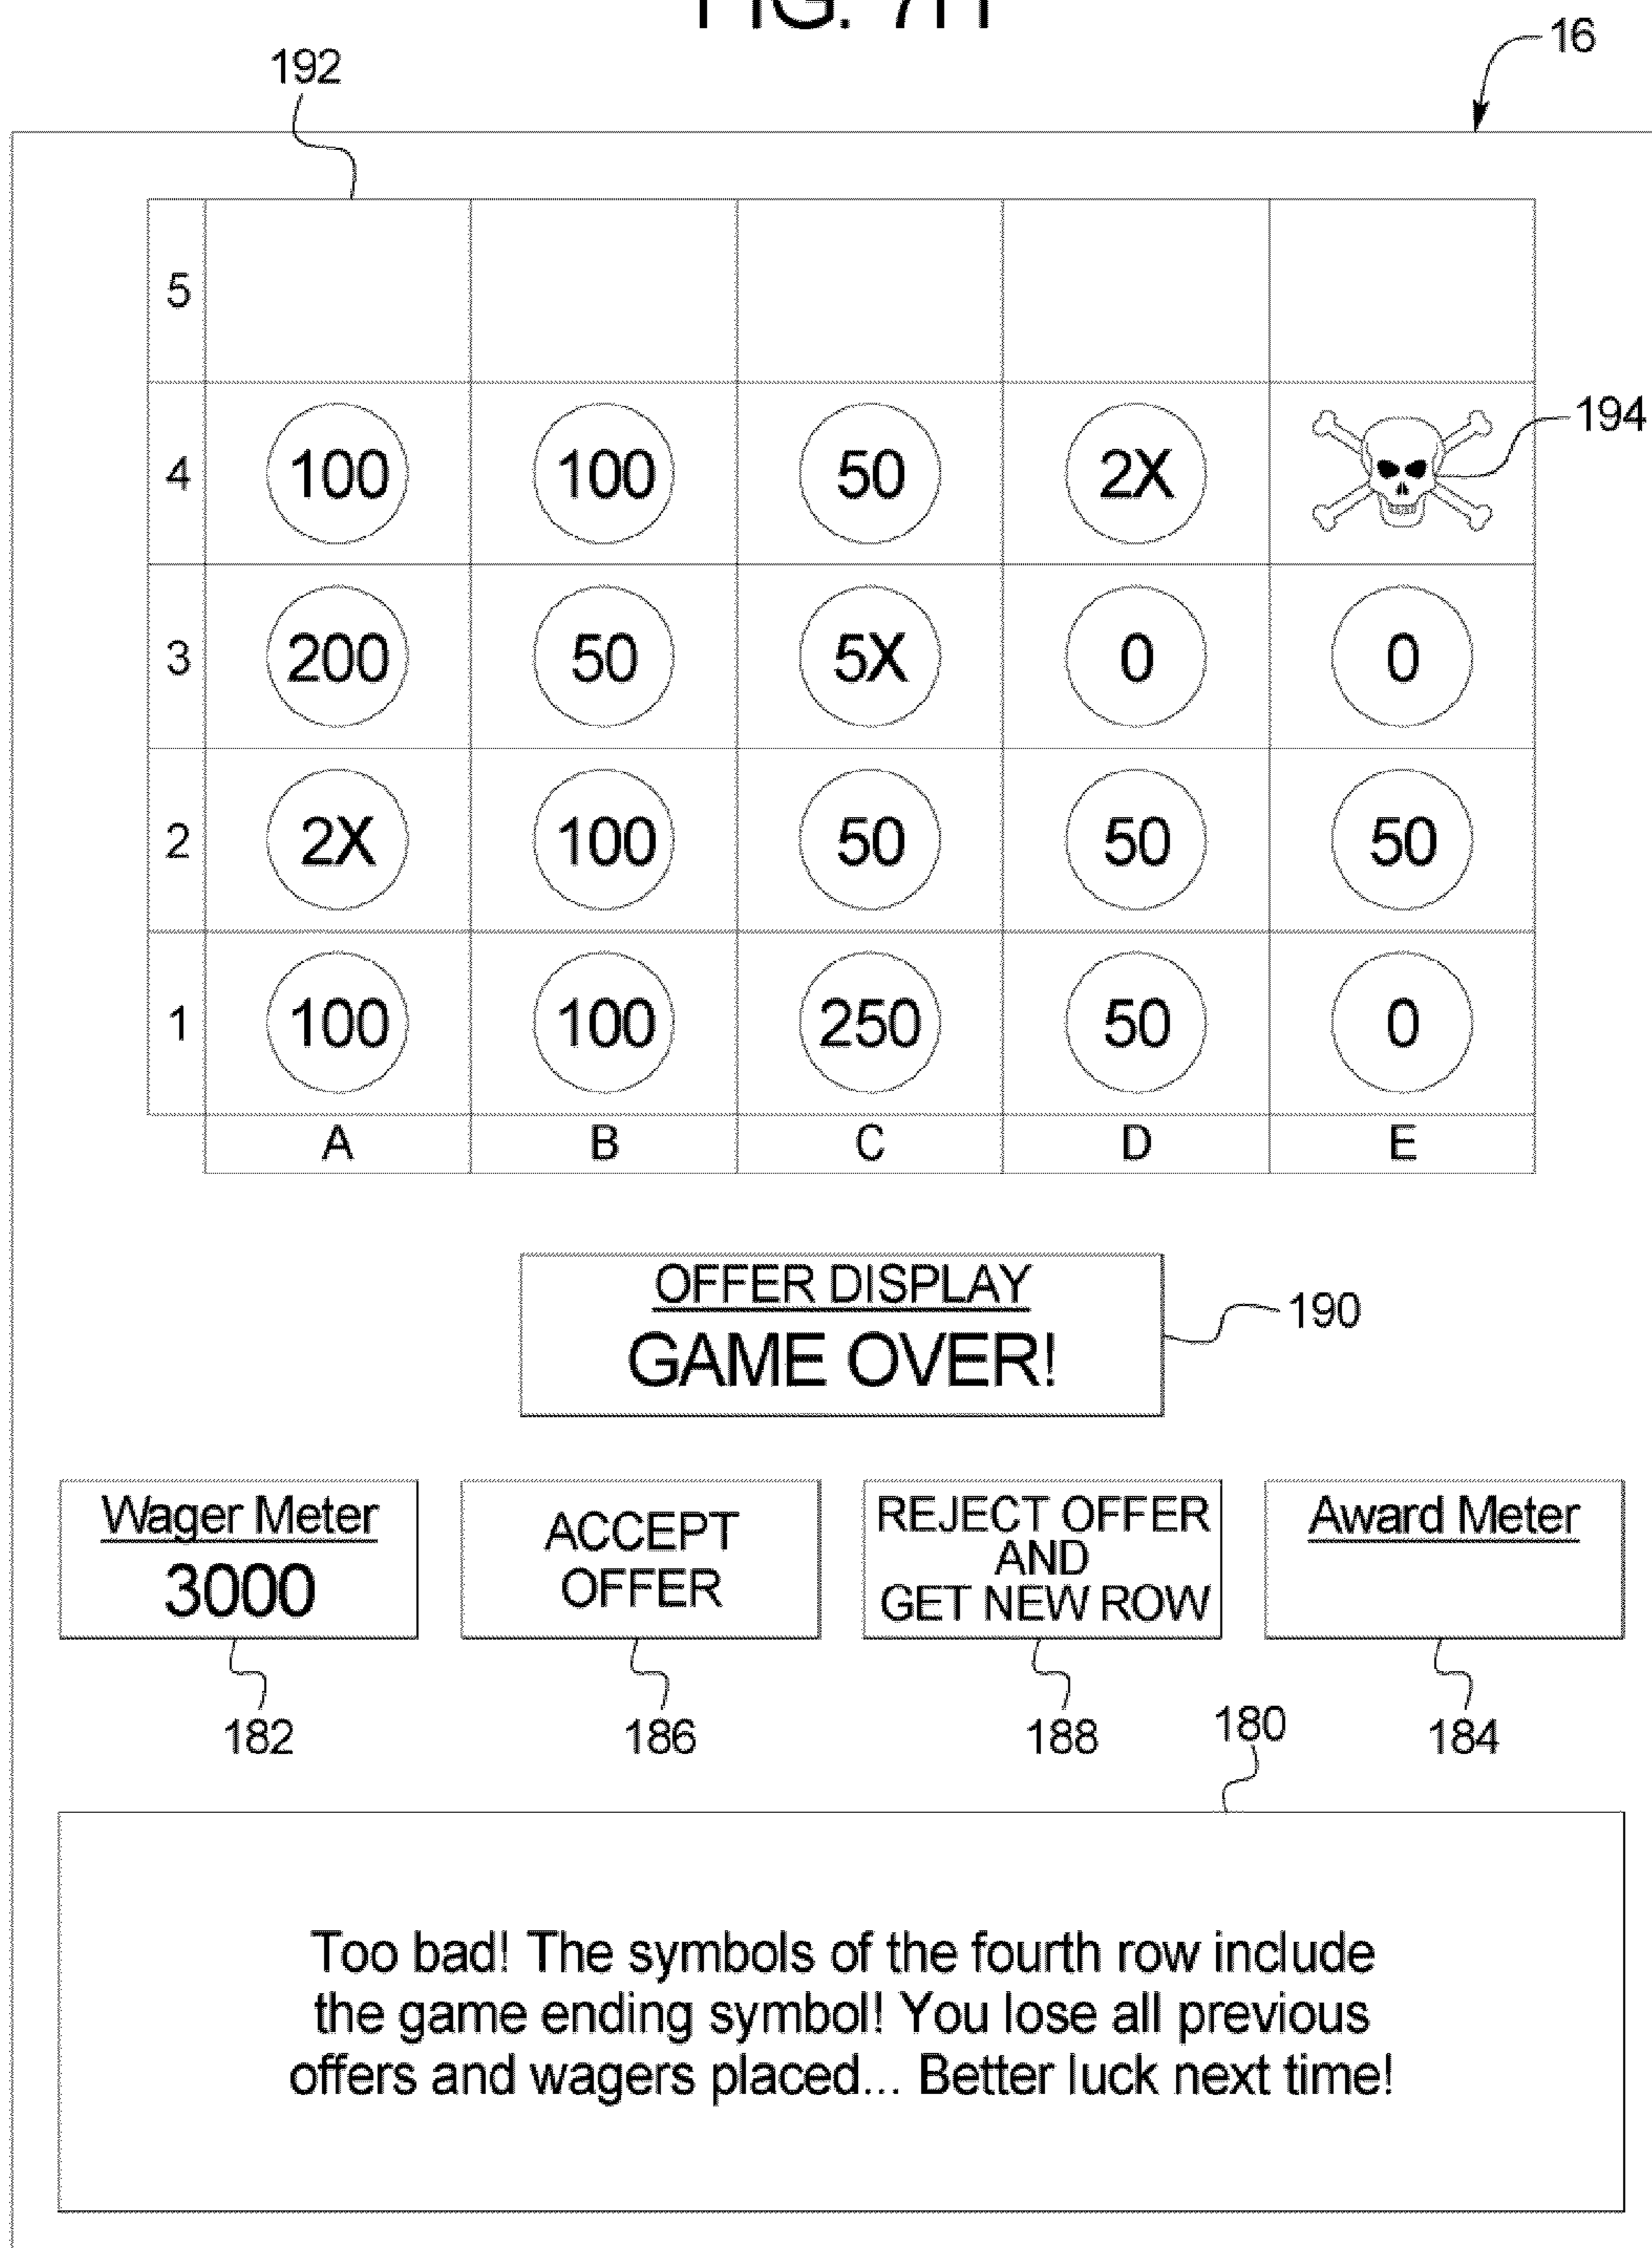 16
192
5
4 100 100 50 2X
194
3 200 50 5X 0 0
2 2X 100 50 50 50
1 100 100 250 50 0
A B C D E
OFFER DISPLAY
GAME OVER!
190
Wager Meter
3000
ACCEPT
OFFER
REJECT OFFER
AND
GET NEW ROW
Award Meter
182 186 188 180 184
Too bad! The symbols of the fourth row include
the game ending symbol! You lose all previous
offers and wagers placed... Better luck next time!